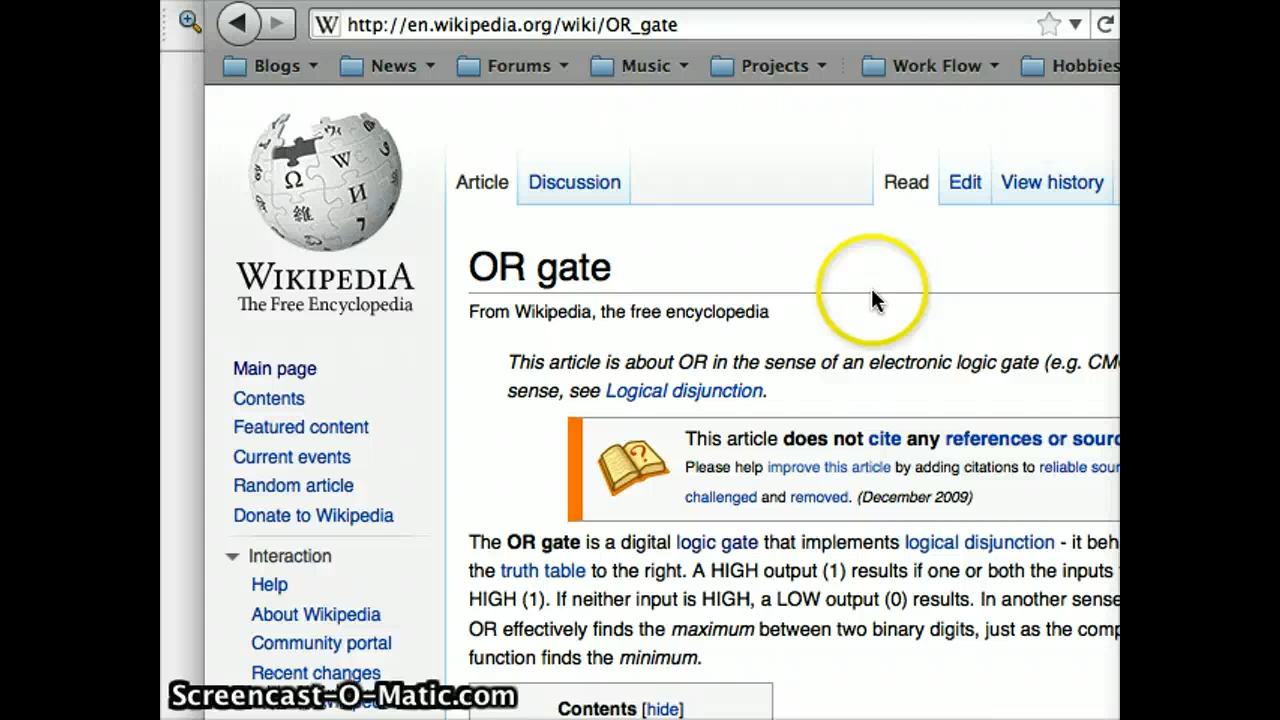 http://en.wikipedia.org/wiki/OR_gate
Blogs News Forums Music Projects Work Flow Hobbies
WIKIPEDIA
The Free Encyclopedia
Main page
Contents
Featured content
Current events
Random article
Donate to Wikipedia
Interaction
Help
About Wikipedia
Community portal
Recent changes
Article Discussion Read Edit View history
OR gate
From Wikipedia, the free encyclopedia
This article is about OR in the sense of an electronic logic gate (e.g. CM
sense, see Logical disjunction.
This article does not cite any references or sourc
Please help improve this article by adding citations to reliable sour
challenged and removed. (December 2009)
The OR gate is a digital logic gate that implements logical disjunction - it beh
the truth table to the right. A HIGH output (1) results if one or both the inputs
HIGH (1). If neither input is HIGH, a LOW output (0) results. In another sense
OR effectively finds the maximum between two binary digits, just as the comp
function finds the minimum.
Contents [hide]
Screencast-O-Matic.com